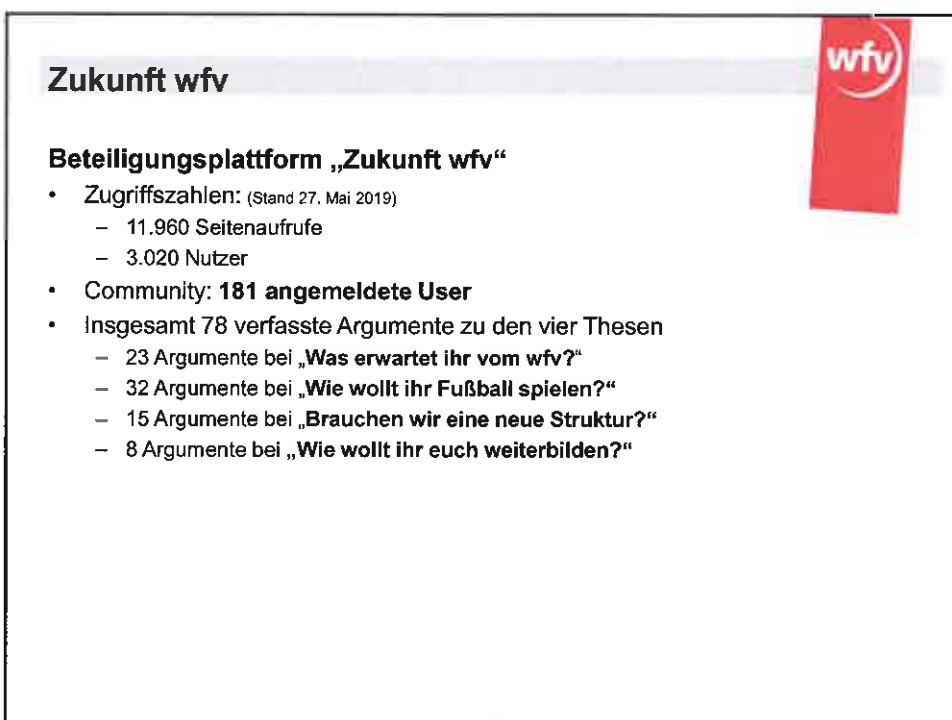 Zukunft wfv
wfv
Beteiligungsplattform „Zukunft wfv“
• Zugriffszahlen: (Stand 27. Mai 2019)
– 11.960 Seitenaufrufe
– 3.020 Nutzer
• Community: 181 angemeldete User
• Insgesamt 78 verfasste Argumente zu den vier Thesen
– 23 Argumente bei „Was erwartet ihr vom wfv?“
– 32 Argumente bei „Wie wollt ihr Fußball spielen?“
– 15 Argumente bei „Brauchen wir eine neue Struktur?“
– 8 Argumente bei „Wie wollt ihr euch weiterbilden?“